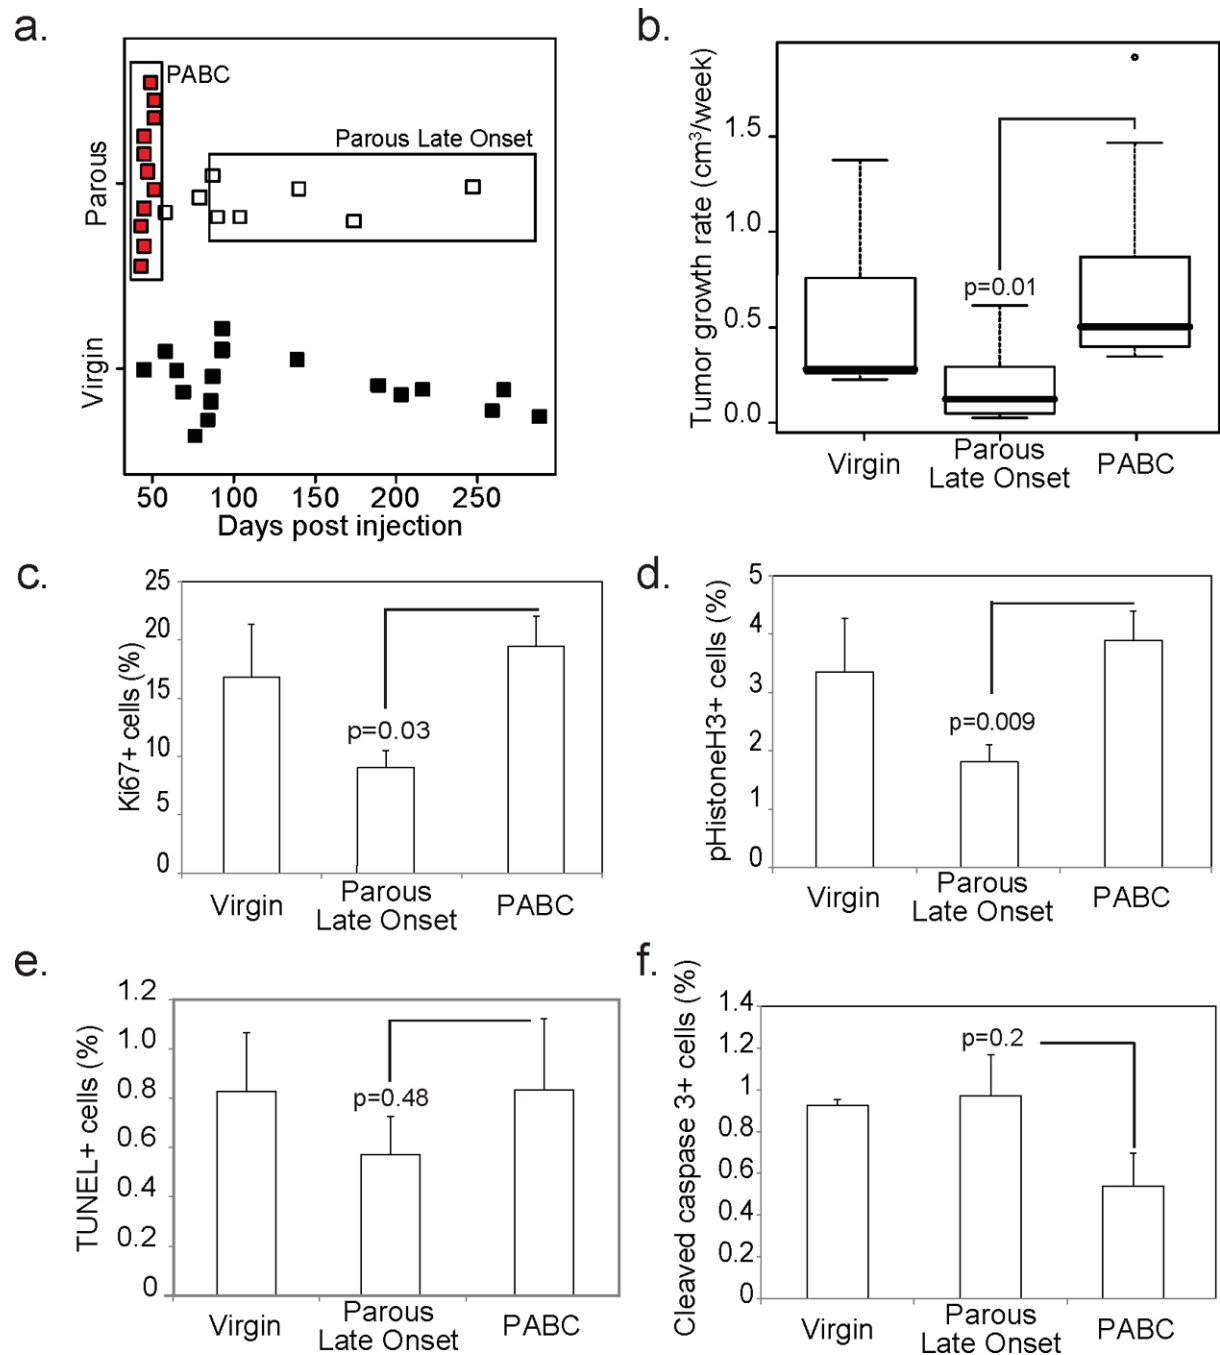 a.
PABC
Parous Late Onset
Parous
Virgin
50 100 150 200 250
Days post injection
b.
Tumor growth rate (cm³/week)
1.5
1.0
0.5
0.0
p=0.01
Virgin
Parous
Late Onset
PABC
c.
Ki67+ cells (%)
25
20
15
10
5
0
p=0.03
Virgin
Parous
Late Onset
PABC
d.
pHistoneH3+ cells (%)
5
4
3
2
1
0
p=0.009
Virgin
Parous
Late Onset
PABC
e.
TUNEL+ cells (%)
1.2
1.0
0.8
0.6
0.4
0.2
0
p=0.48
Virgin
Parous
Late Onset
PABC
f.
Cleaved caspase 3+ cells (%)
1.4
1.2
1
0.8
0.6
0.4
0.2
0
p=0.2
Virgin
Parous
Late Onset
PABC